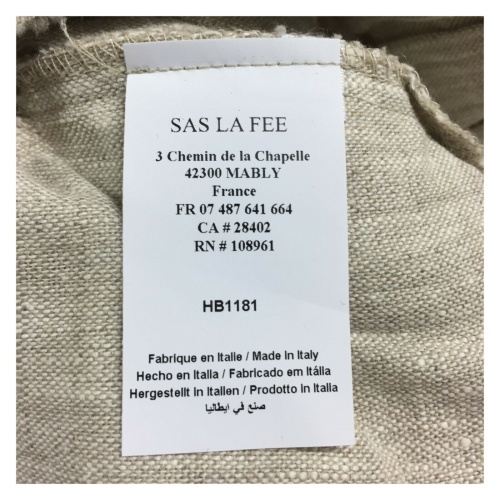 SAS LA FEE
3 Chemin de la Chapelle
42300 MABLY
France
FR 07 487 641 664
CA # 28402
RN # 108961
HB1181
Fabrique en Italie / Made in Italy
Hecho en Italia / Fabricado em Itália
Hergestellt in Italien / Prodotto in Italia
صنع في ايطاليا